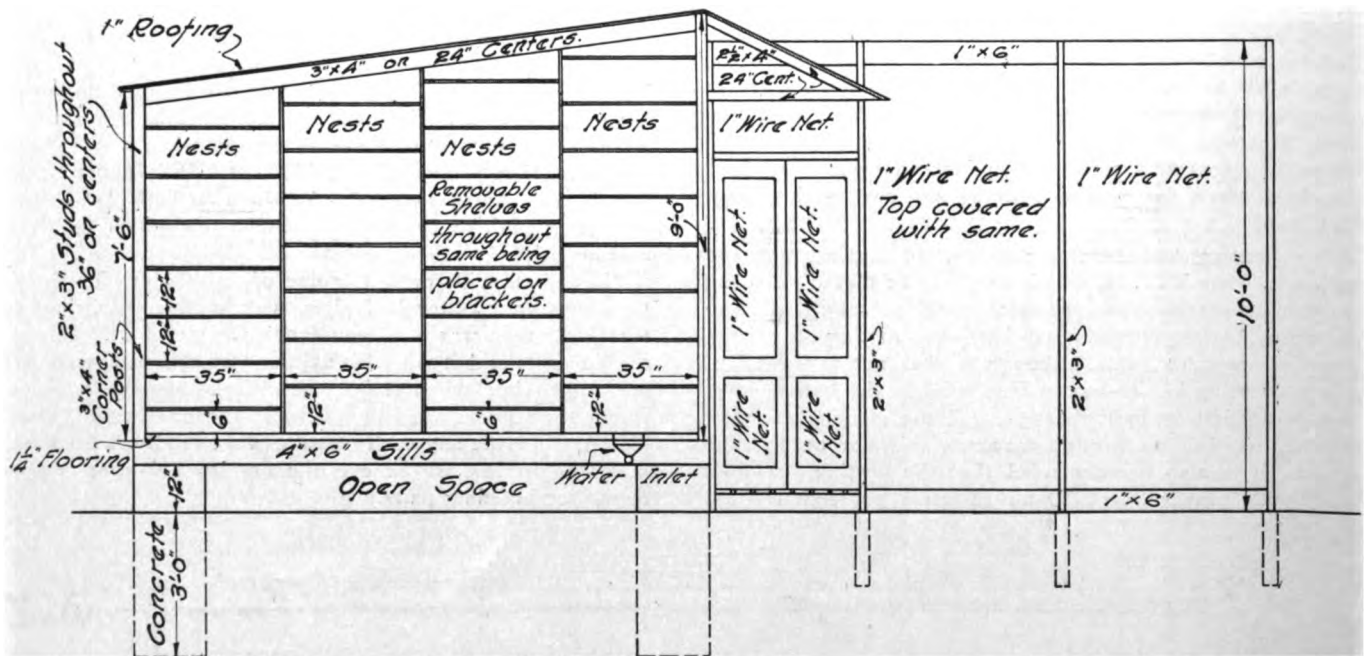 1" Roofing
3"x4" on 24" Centers.
2"x3" Studs throughout
36" on centers.
7'-6"
3"x4"
Corner
Posts
1¼" Flooring
Nests
Nests
Nests
Nests
Removable
Shelves
throughout
same being
placed on
brackets.
12"
12"
35"
35"
35"
35"
6"
12"
6"
12"
9'-0"
4"x6" Sills
Open Space
Water Inlet
12"
Concrete
3'-0"
2½"x4"
24" Cent.
1" Wire Net.
1" Wire Net.
1" Wire Net.
1" Wire
Net.
1" Wire
Net.
1"x6"
1" Wire Net.
Top covered
with same.
1" Wire Net.
2"x3"
2"x3"
10'-0"
1"x6"